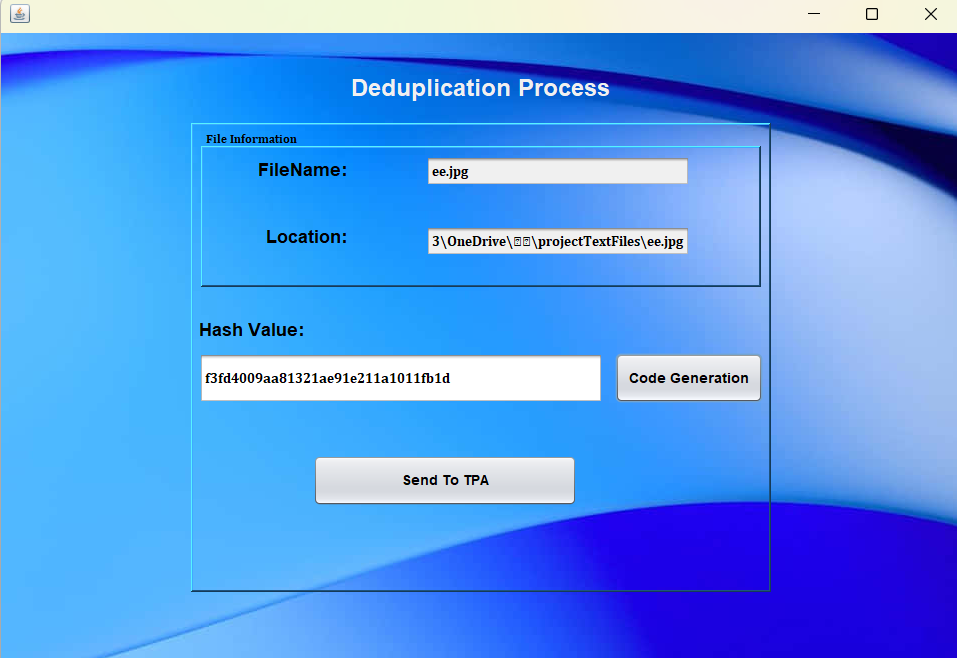 Deduplication Process
File Information
FileName:
ee.jpg
Location:
3\OneDrive\\projectTextFiles\ee.jpg
Hash Value:
f3fd4009aa81321ae91e211a1011fb1d
Code Generation
Send To TPA